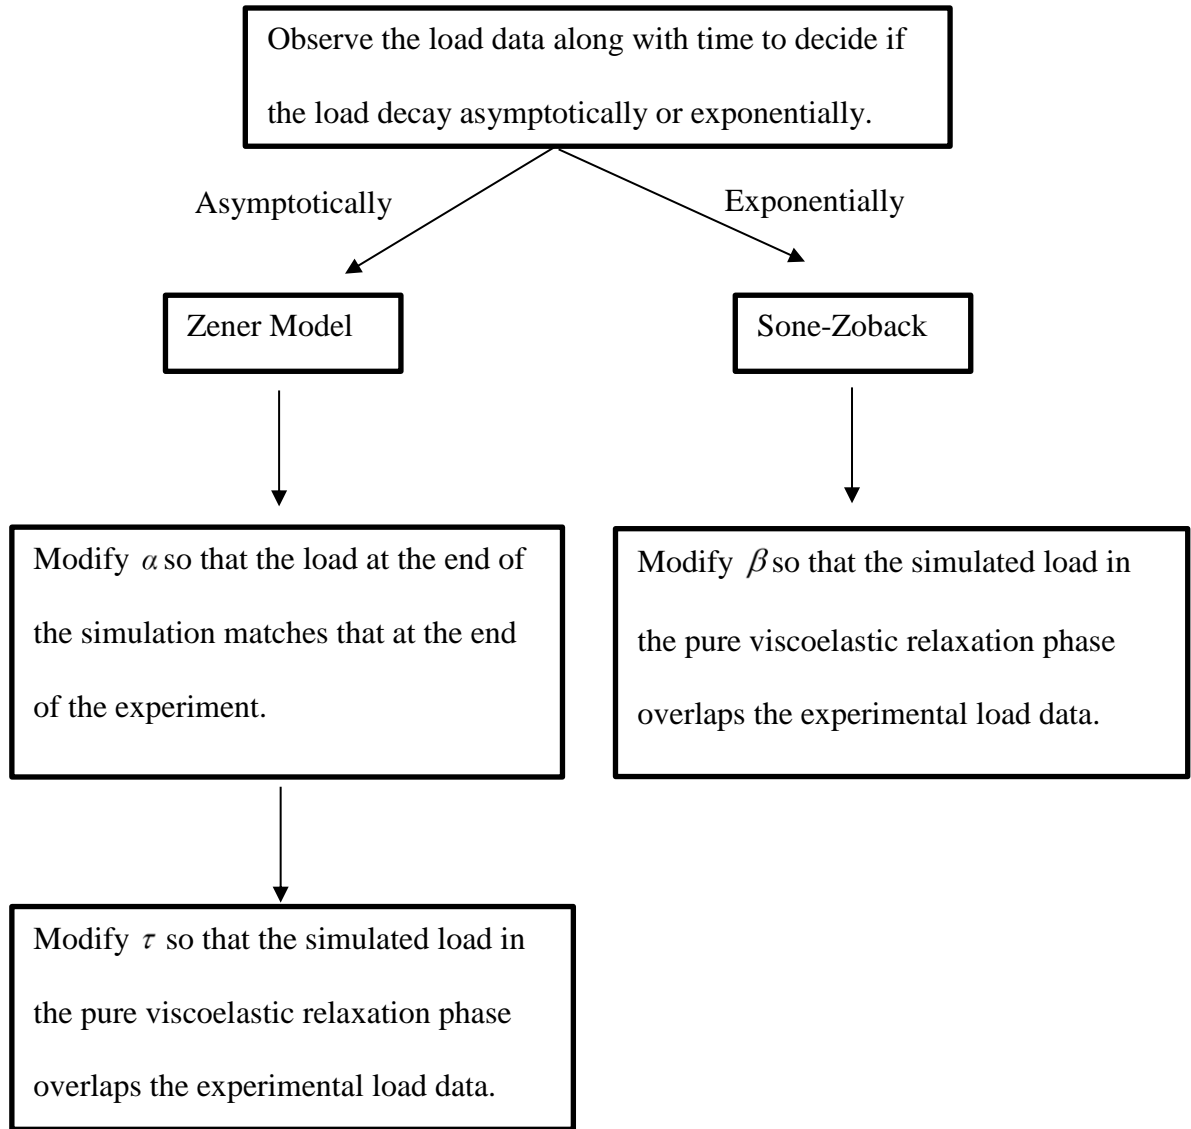 Observe the load data along with time to decide if
the load decay asymptotically or exponentially.
Asymptotically
Exponentially
Zener Model
Sone-Zoback
Modify α so that the load at the end of
the simulation matches that at the end
of the experiment.
Modify β so that the simulated load in
the pure viscoelastic relaxation phase
overlaps the experimental load data.
Modify τ so that the simulated load in
the pure viscoelastic relaxation phase
overlaps the experimental load data.